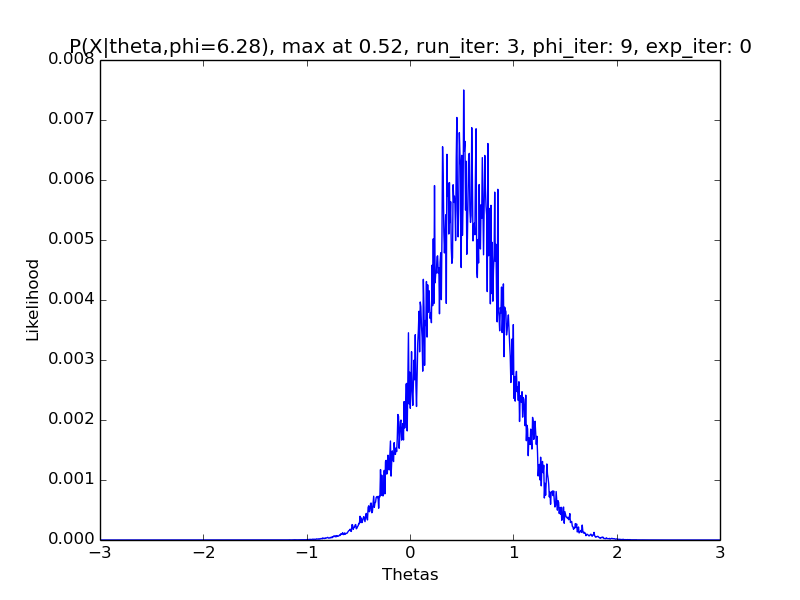 P(X|theta,phi=6.28), max at 0.52, run_iter: 3, phi_iter: 9, exp_iter: 0
0.008
0.007
0.006
0.005
0.004
0.003
0.002
0.001
0.000
Likelihood
−3 −2 −1 0 1 2 3
Thetas